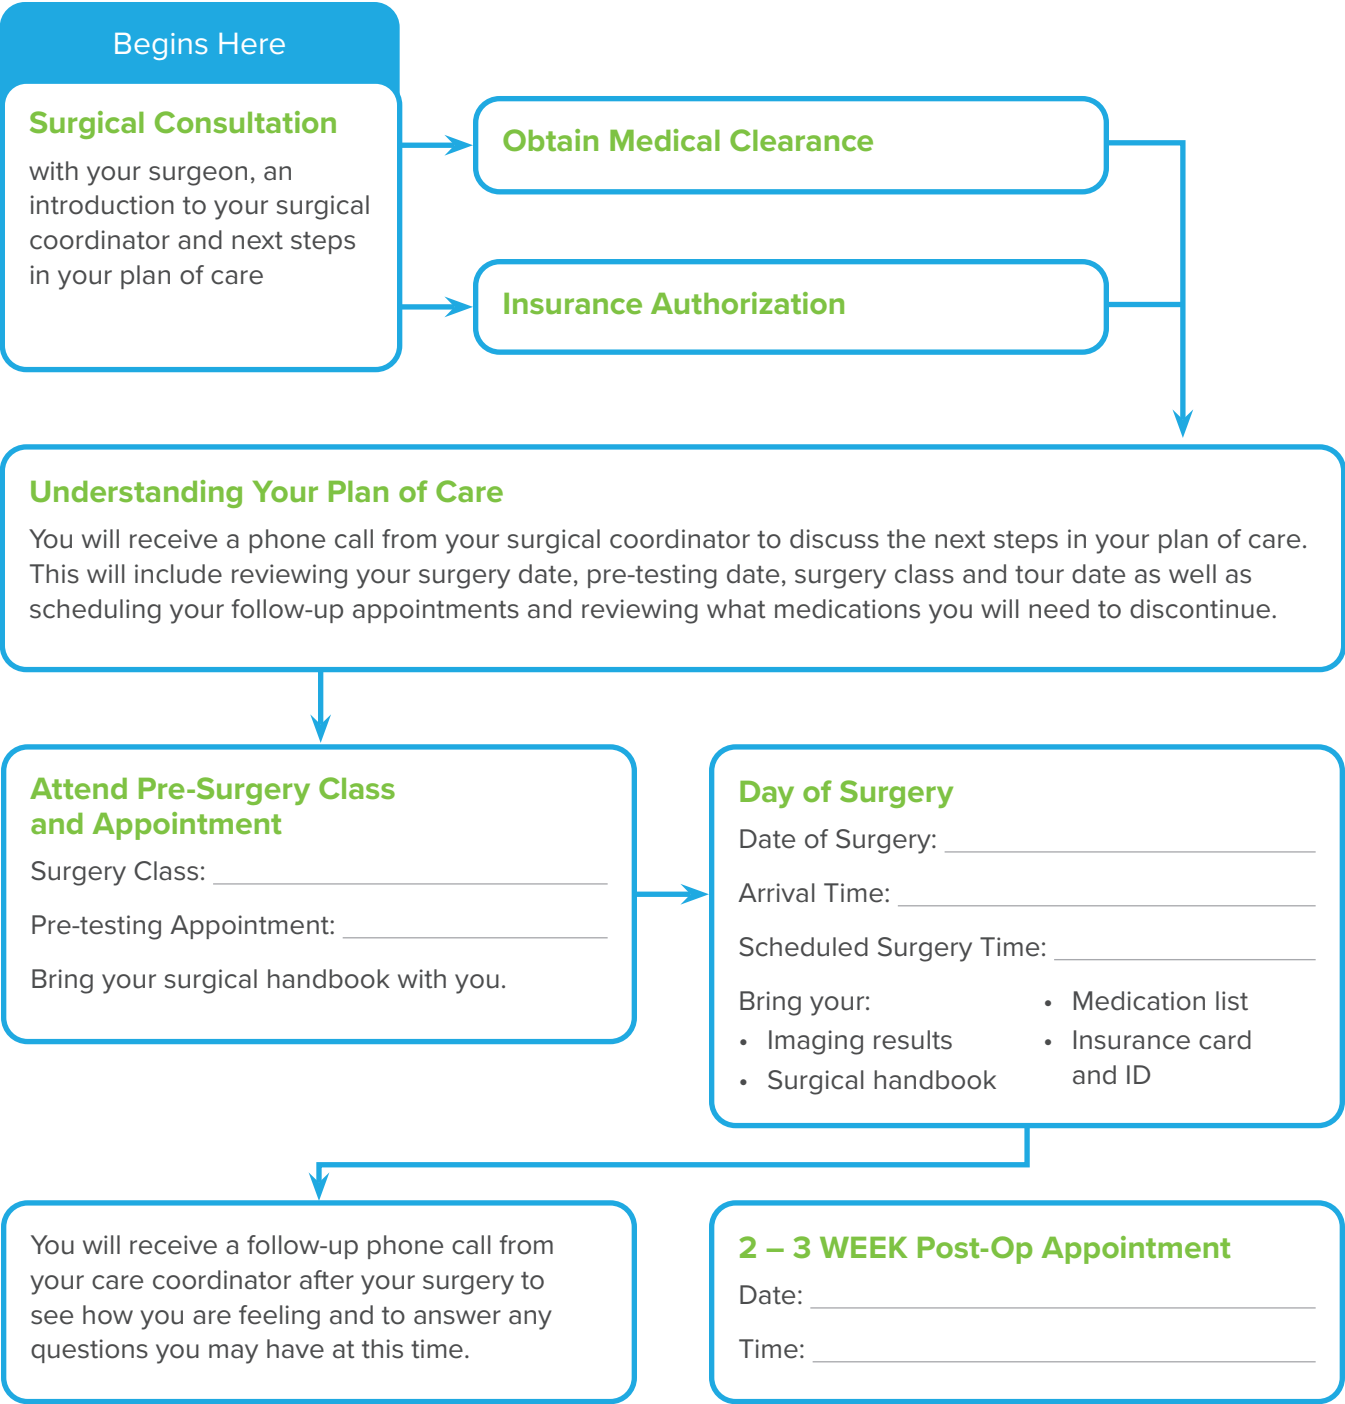 Begins Here
Surgical Consultation
with your surgeon, an
introduction to your surgical
coordinator and next steps
in your plan of care
Obtain Medical Clearance
Insurance Authorization
Understanding Your Plan of Care
You will receive a phone call from your surgical coordinator to discuss the next steps in your plan of care.
This will include reviewing your surgery date, pre-testing date, surgery class and tour date as well as
scheduling your follow-up appointments and reviewing what medications you will need to discontinue.
Attend Pre-Surgery Class
and Appointment
Surgery Class:
Pre-testing Appointment:
Bring your surgical handbook with you.
Day of Surgery
Date of Surgery:
Arrival Time:
Scheduled Surgery Time:
Bring your:
• Imaging results
• Surgical handbook
• Medication list
• Insurance card
and ID
You will receive a follow-up phone call from
your care coordinator after your surgery to
see how you are feeling and to answer any
questions you may have at this time.
2 – 3 WEEK Post-Op Appointment
Date:
Time: